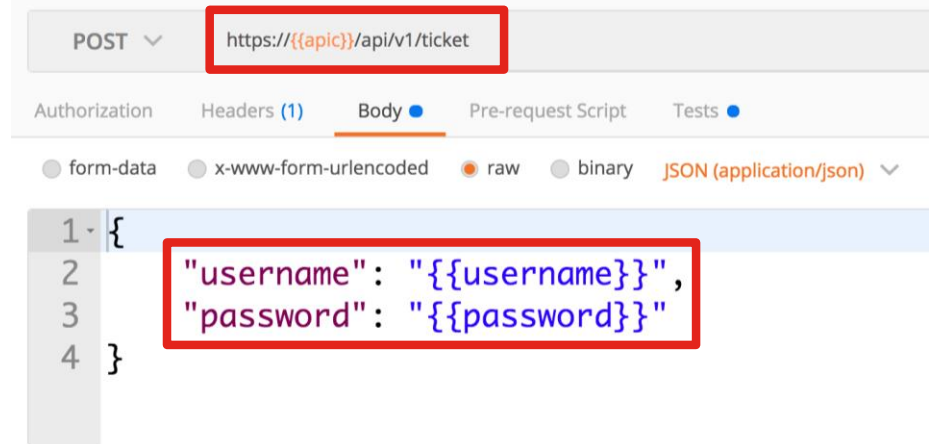 POST https://{{apic}}/api/v1/ticket
Authorization Headers (1) Body Pre-request Script Tests
form-data x-www-form-urlencoded raw binary JSON (application/json)
1 {
2 "username": "{{username}}",
3 "password": "{{password}}"
4 }